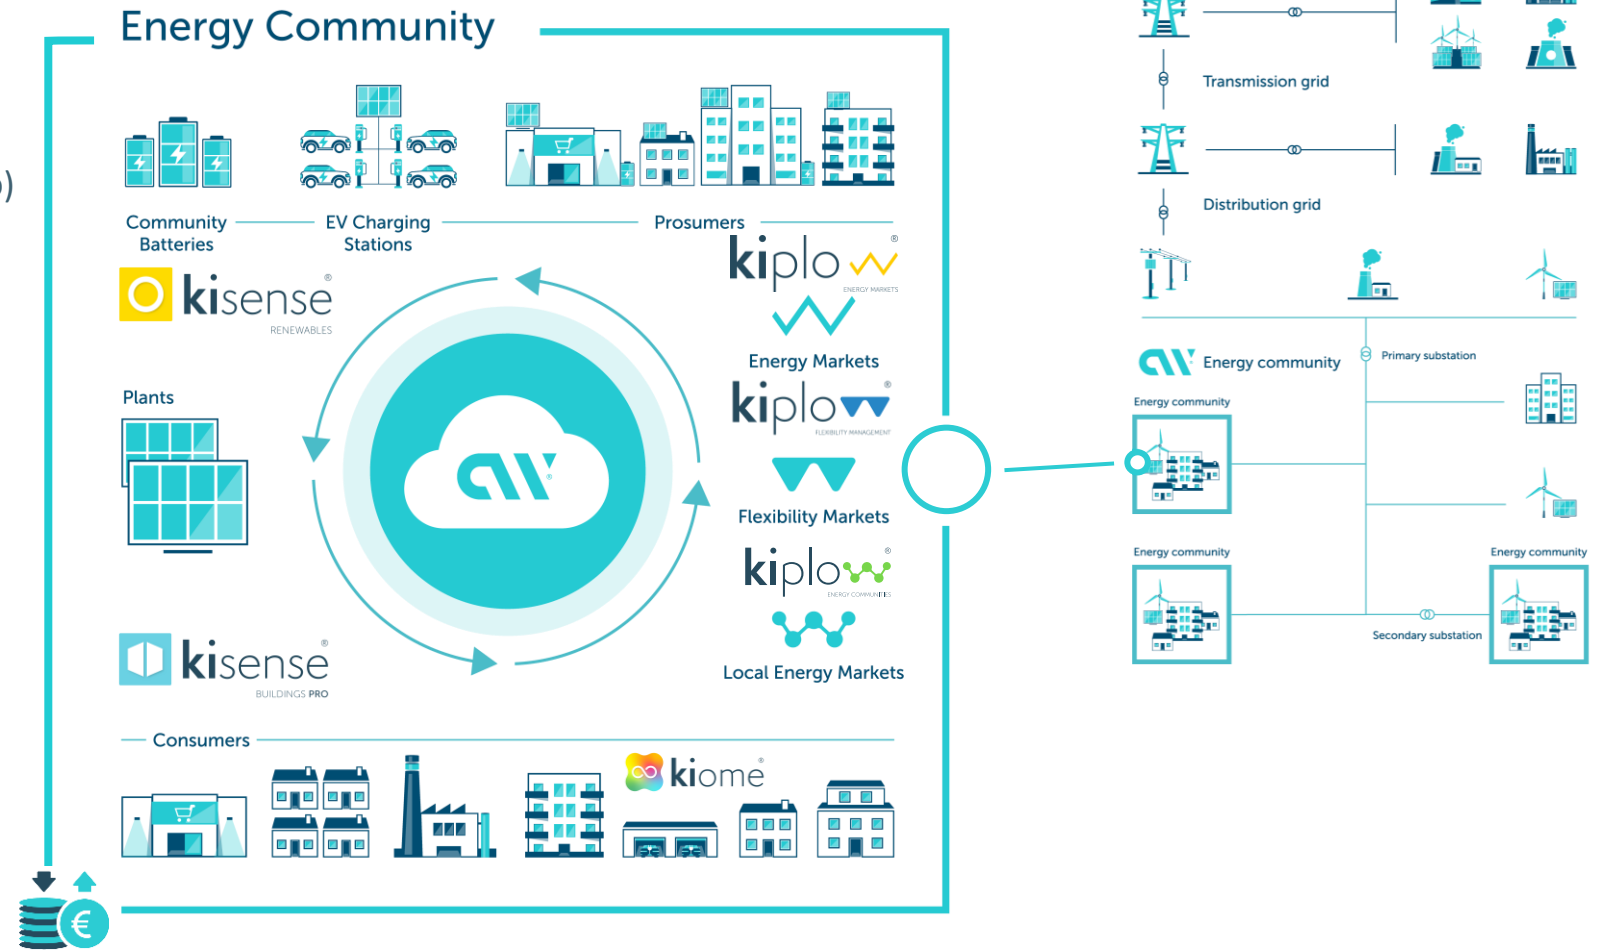 Energy Community
Community
Batteries
EV Charging
Stations
Prosumers
kisense®
RENEWABLES
kiplo®
ENERGY MARKETS
Energy Markets
Plants
kiplo®
FLEXIBILITY MANAGEMENT
Flexibility Markets
kiplo®
ENERGY COMMUNITIES
Local Energy Markets
kisense®
BUILDINGS PRO
Consumers
kiome®
€
)
Transmission grid
Distribution grid
Energy community
Primary substation
Energy community
Energy community
Energy community
Secondary substation